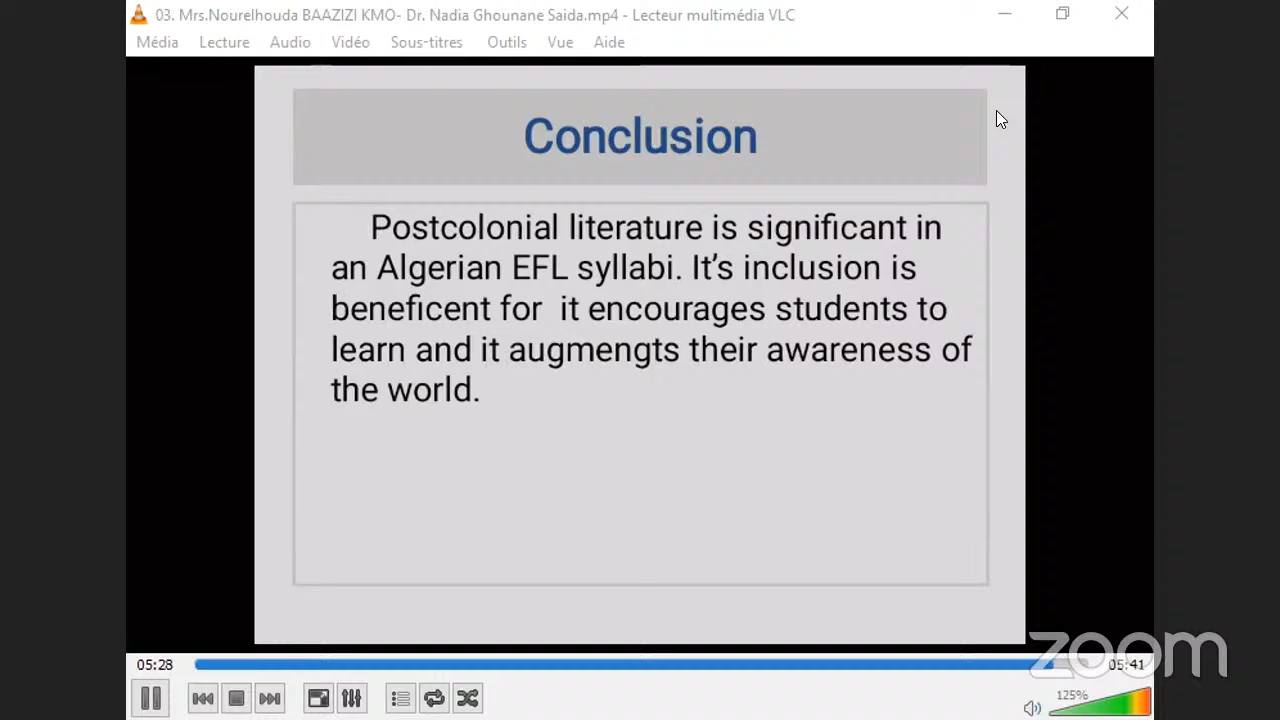 03. Mrs.Nourelhouda BAAZIZI KMO- Dr. Nadia Ghounane Saida.mp4 - Lecteur multimédia VLC
Média Lecture Audio Vidéo Sous-titres Outils Vue Aide
Conclusion
Postcolonial literature is significant in
an Algerian EFL syllabi. It’s inclusion is
beneficent for it encourages students to
learn and it augmengts their awareness of
the world.
05:28
05:41
125%
zoom